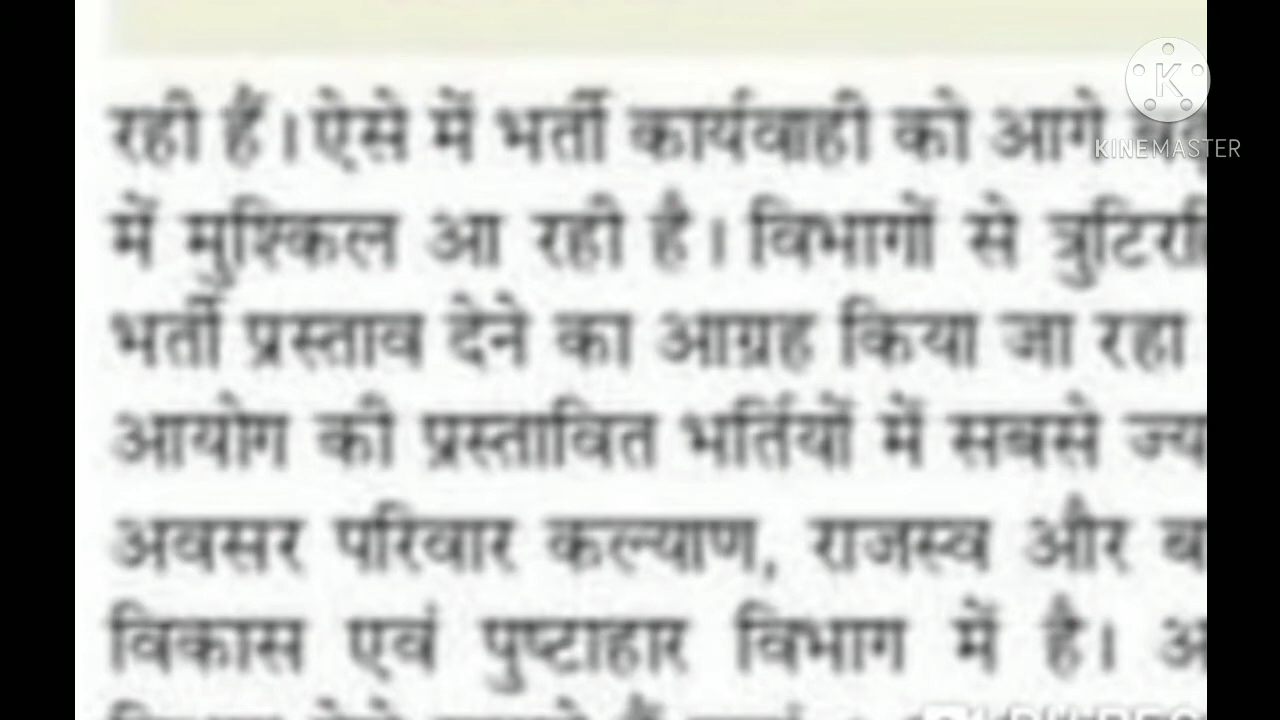 रही हैं। ऐसे में भर्ती कार्यवाही को आगे
में मुश्किल आ रही है। विभागों से
भर्ती प्रस्ताव देने का आग्रह किया जा रहा
आयोग की प्रस्तावित भर्तियों में सबसे
अवसर परिवार कल्याण, राजस्व और
विकास एवं पुष्टाहार विभाग में है।
K
KINEMASTER